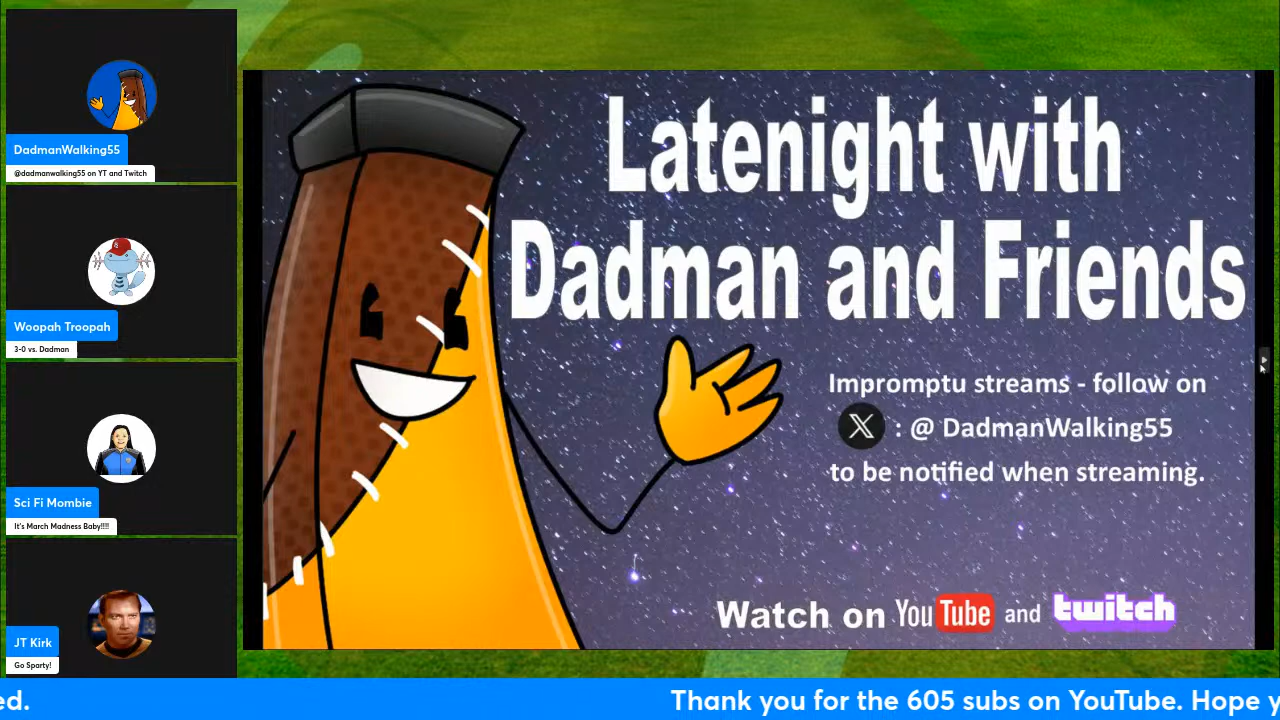 DadmanWalking55
@dadmanwalking55 on YT and Twitch
Woopah Troopah
3-0 vs. Dadman
Sci Fi Mombie
It's March Madness Baby!!!!
JT Kirk
Go Sparty!
Latenight with
Dadman and Friends
Impromptu streams - follow on
X : @ DadmanWalking55
to be notified when streaming.
Watch on YouTube and twitch
ed. Thank you for the 605 subs on YouTube. Hope y